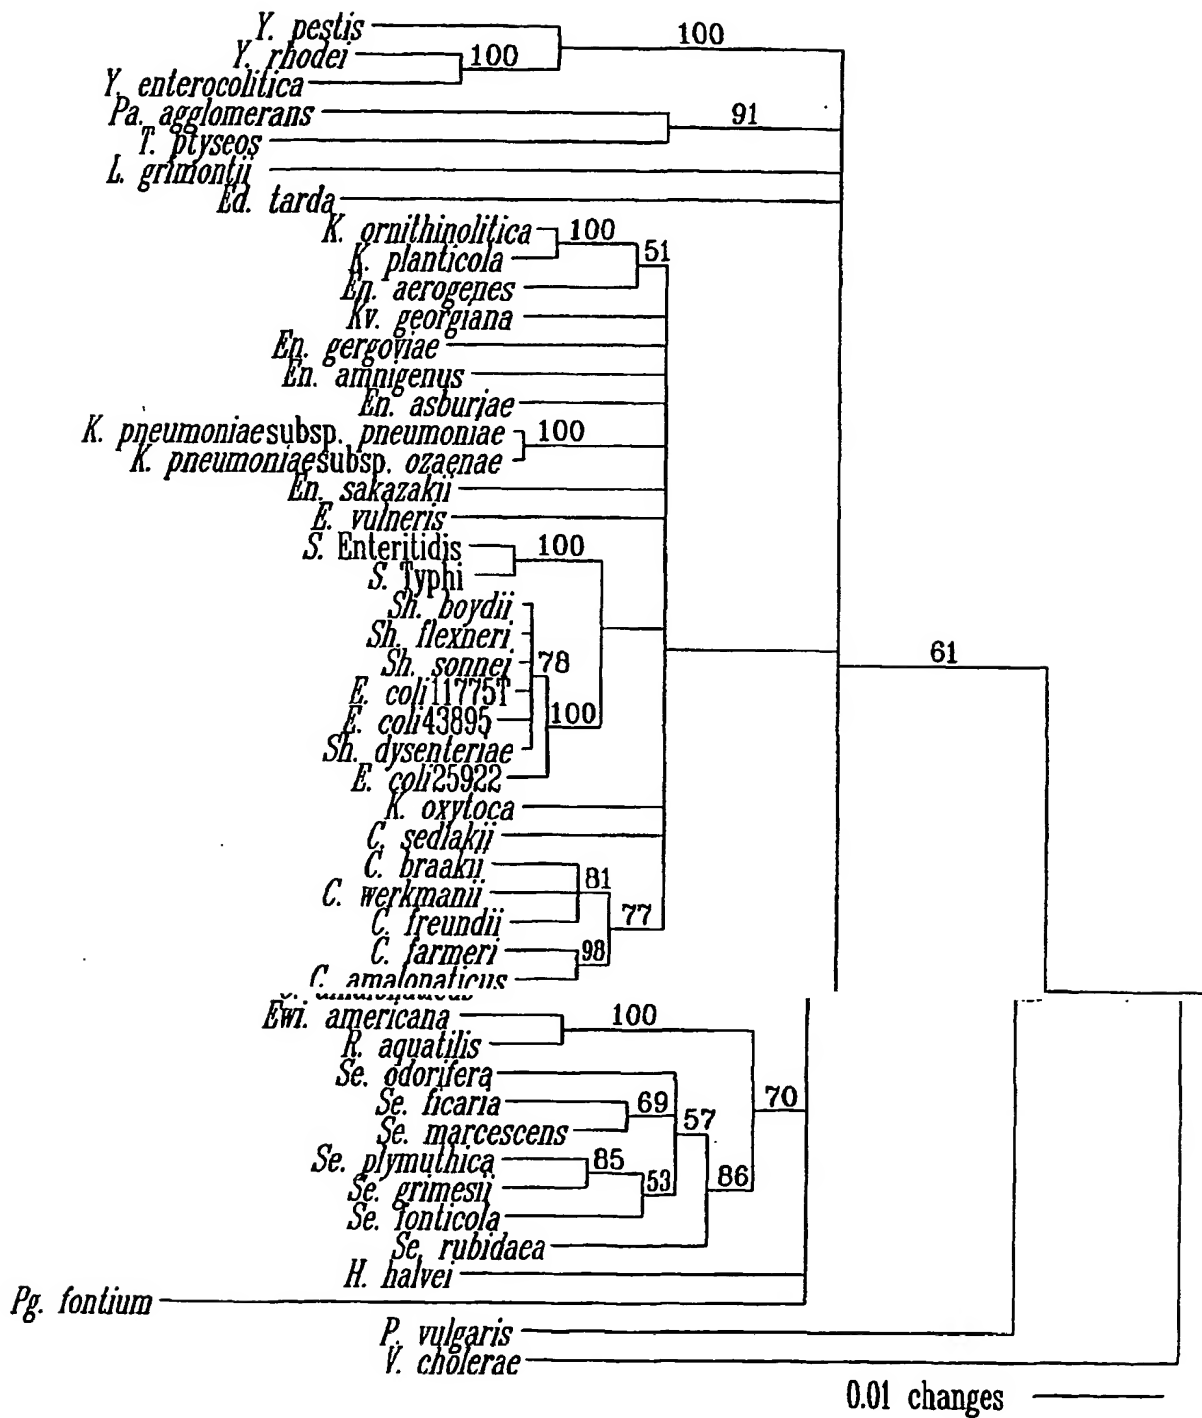 Y. pestis
100
Y. rhodei
100
Y. enterocolitica
Pa. agglomerans
91
T. ptyseos
L. grimontii
Ed. tarda
K. ornithinolitica
100
K. planticola
51
En. aerogenes
Kv. georgiana
En. gergoviae
En. amnigenus
En. asburiae
K. pneumoniae subsp. pneumoniae
100
K. pneumoniae subsp. ozaenae
En. sakazakii
E. vulneris
S. Enteritidis
100
S. Typhi
Sh. boydii
Sh. flexneri
Sh. sonnei
78
61
E. coli 11775T
E. coli 43895
100
Sh. dysenteriae
E. coli 25922
K. oxytoca
C. sedlakii
C. braakii
81
C. werkmanii
C. freundii
77
C. farmeri
98
C. amalonaticus
Ewi. americana
100
R. aquatilis
Se. odorifera
Se. ficaria
69
70
Se. marcescens
57
Se. plymuthica
85
Se. grimesii
53
86
Se. fonticola
Se. rubidaea
H. halvei
Pg. fontium
P. vulgaris
V. cholerae
0.01 changes